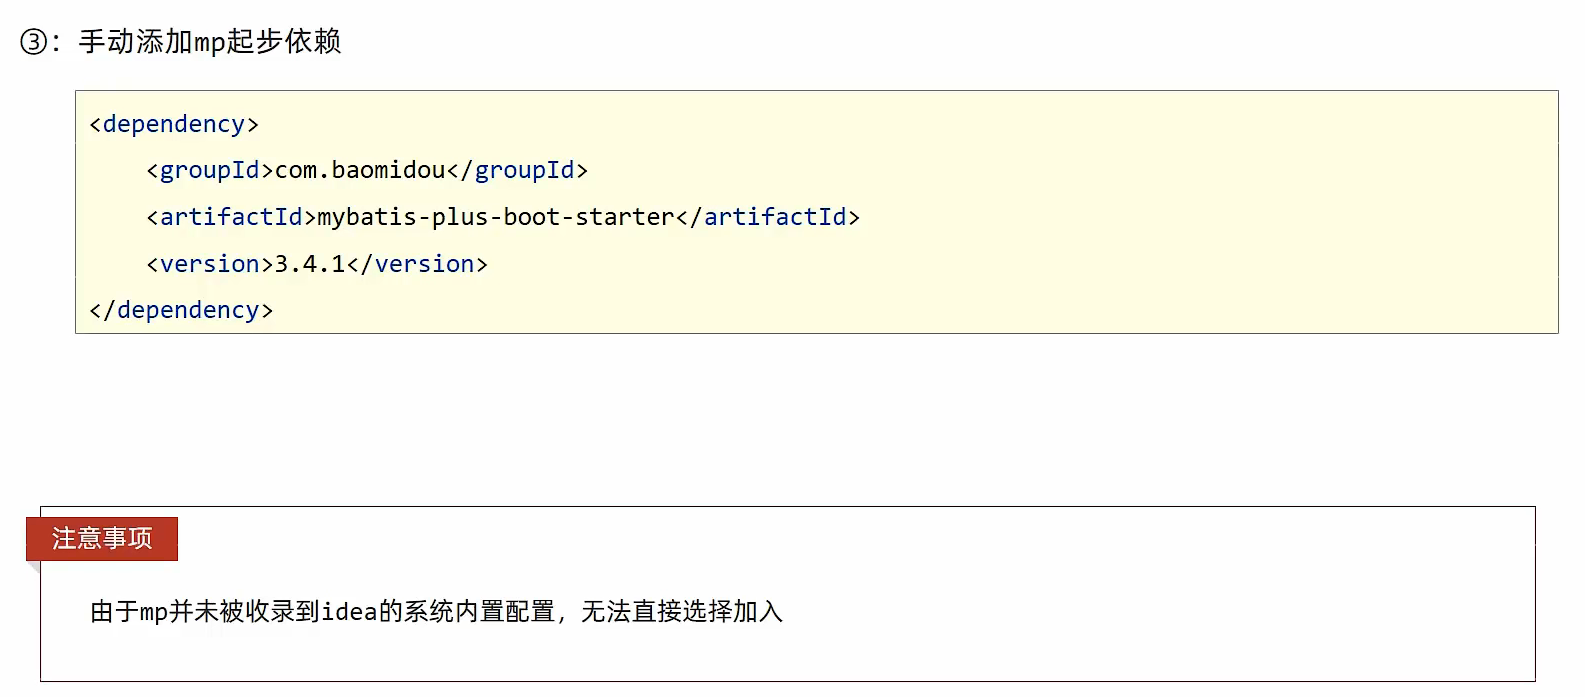 ③：手动添加mp起步依赖
<dependency>
    <groupId>com.baomidou</groupId>
    <artifactId>mybatis-plus-boot-starter</artifactId>
    <version>3.4.1</version>
</dependency>
注意事项
由于mp并未被收录到idea的系统内置配置，无法直接选择加入